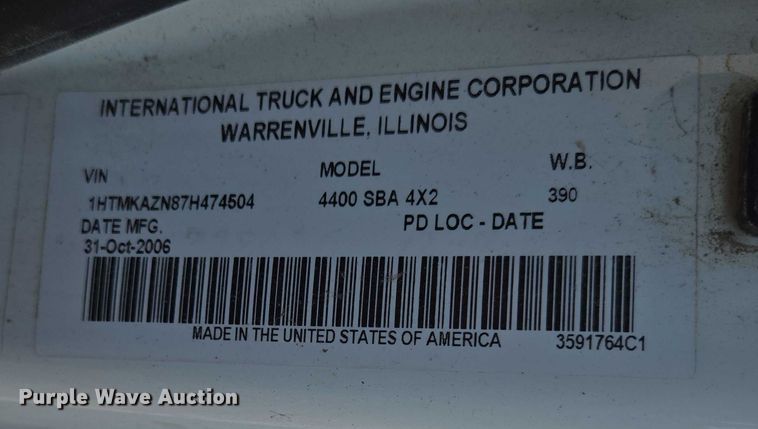 INTERNATIONAL TRUCK AND ENGINE CORPORATION
WARRENVILLE, ILLINOIS
VIN MODEL W.B.
1HTMKAZN87H474504 4400 SBA 4X2 390
DATE MFG. PD LOC - DATE
31-Oct-2006
MADE IN THE UNITED STATES OF AMERICA 3591764C1
Purple Wave Auction